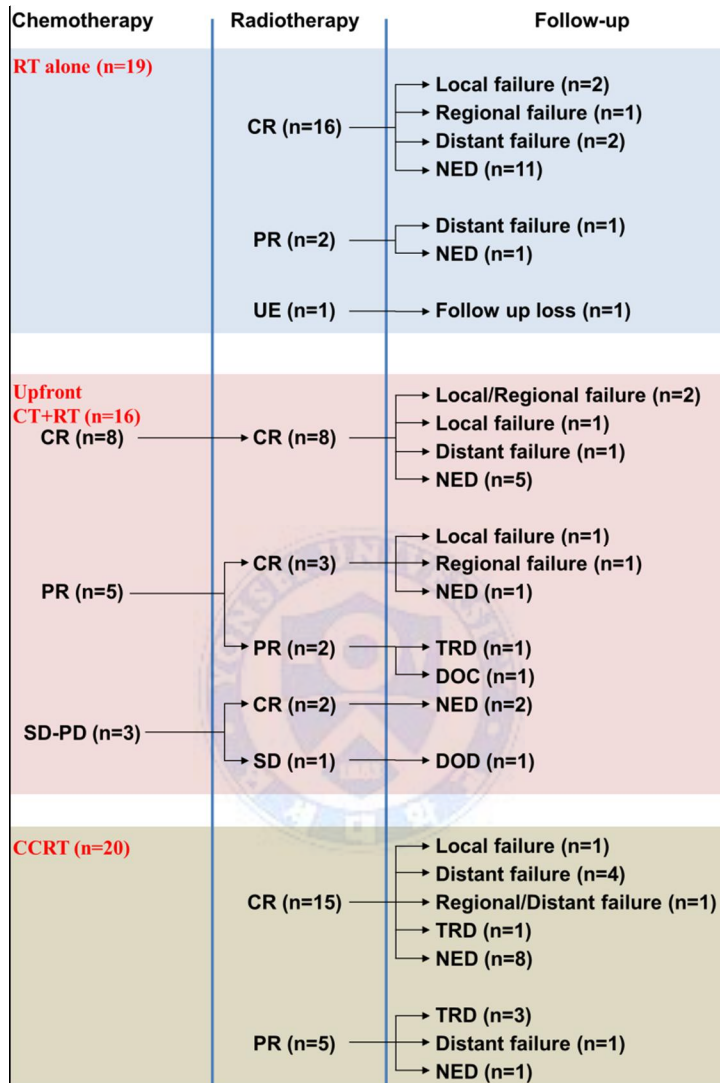 Chemotherapy Radiotherapy Follow-up
RT alone (n=19)
CR (n=16)
Local failure (n=2)
Regional failure (n=1)
Distant failure (n=2)
NED (n=11)
PR (n=2)
Distant failure (n=1)
NED (n=1)
UE (n=1)
Follow up loss (n=1)
Upfront
CT+RT (n=16)
CR (n=8)
CR (n=8)
Local/Regional failure (n=2)
Local failure (n=1)
Distant failure (n=1)
NED (n=5)
PR (n=5)
CR (n=3)
Local failure (n=1)
Regional failure (n=1)
NED (n=1)
PR (n=2)
TRD (n=1)
DOC (n=1)
SD-PD (n=3)
CR (n=2)
NED (n=2)
SD (n=1)
DOD (n=1)
CCRT (n=20)
CR (n=15)
Local failure (n=1)
Distant failure (n=4)
Regional/Distant failure (n=1)
TRD (n=1)
NED (n=8)
PR (n=5)
TRD (n=3)
Distant failure (n=1)
NED (n=1)